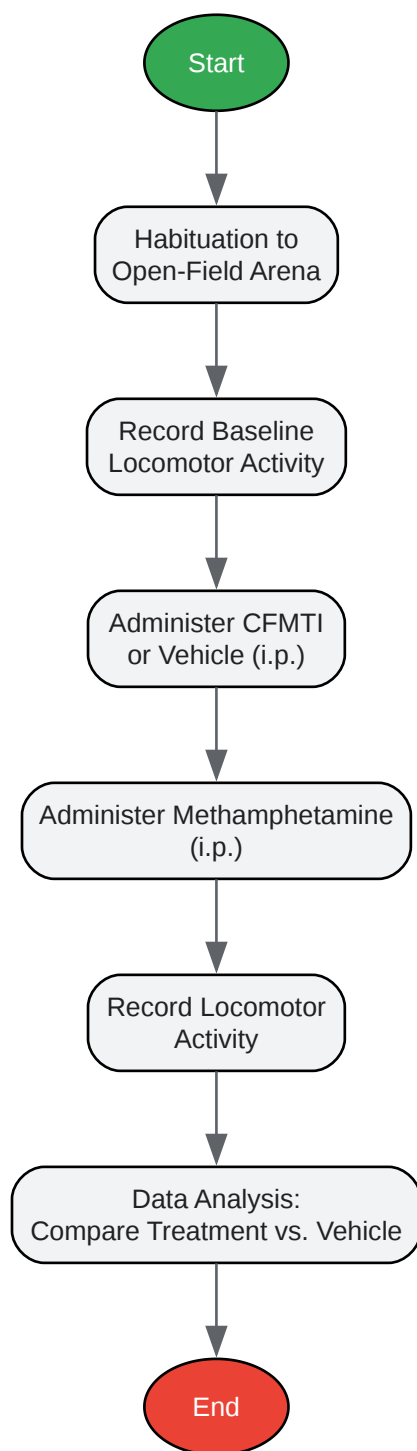 Start
Habituation to
Open-Field Arena
Record Baseline
Locomotor Activity
Administer CFMTI
or Vehicle (i.p.)
Administer Methamphetamine
(i.p.)
Record Locomotor
Activity
Data Analysis:
Compare Treatment vs. Vehicle
End